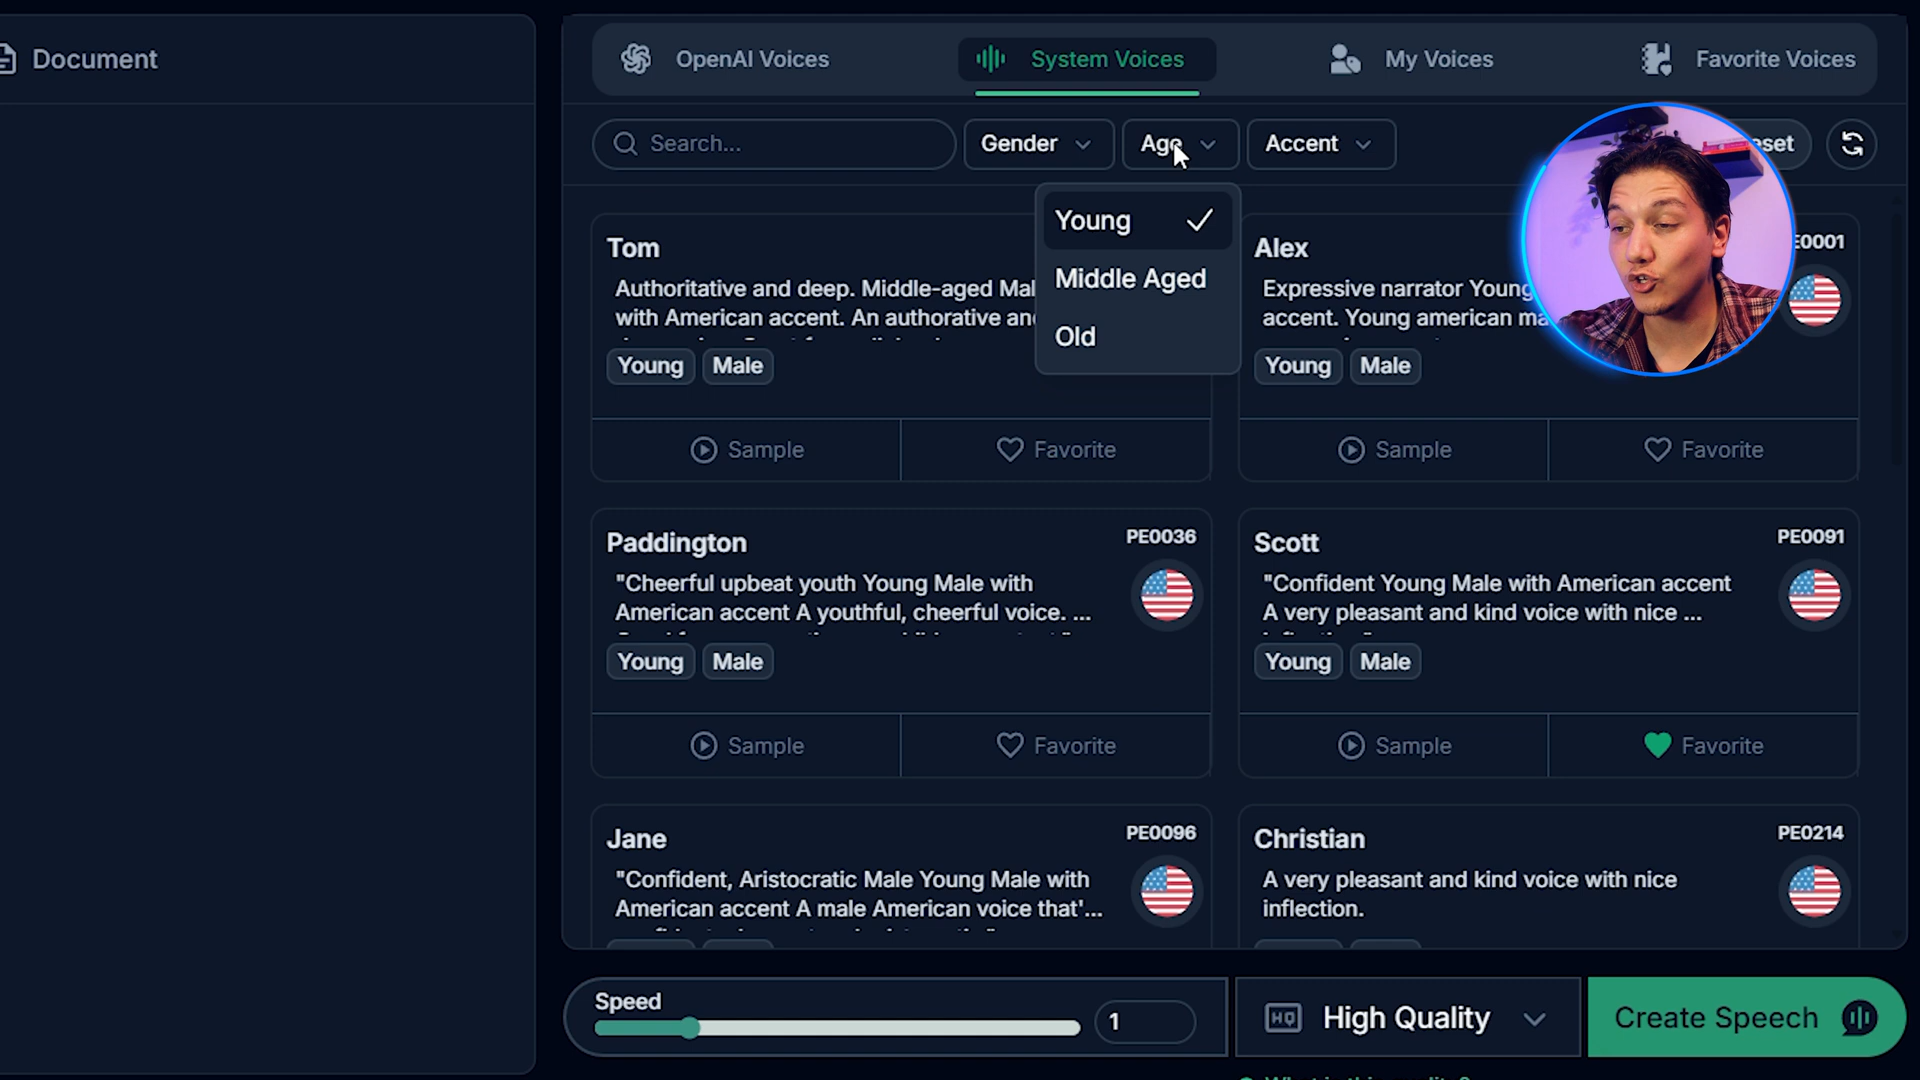 Document
OpenAI Voices
System Voices
My Voices
Favorite Voices
Search...
Gender
Age
Accent
eset
Young
Middle Aged
Old
Tom
Authoritative and deep. Middle-aged Mal
with American accent. An authorative an
Young Male
Sample
Favorite
Alex
E0001
Expressive narrator Young
accent. Young american ma
Young Male
Sample
Favorite
Paddington
PE0036
"Cheerful upbeat youth Young Male with
American accent A youthful, cheerful voice. ...
Young Male
Sample
Favorite
Scott
PE0091
"Confident Young Male with American accent
A very pleasant and kind voice with nice ...
Young Male
Sample
Favorite
Jane
PE0096
"Confident, Aristocratic Male Young Male with
American accent A male American voice that'...
Christian
PE0214
A very pleasant and kind voice with nice
inflection.
Speed
1
HQ
High Quality
Create Speech